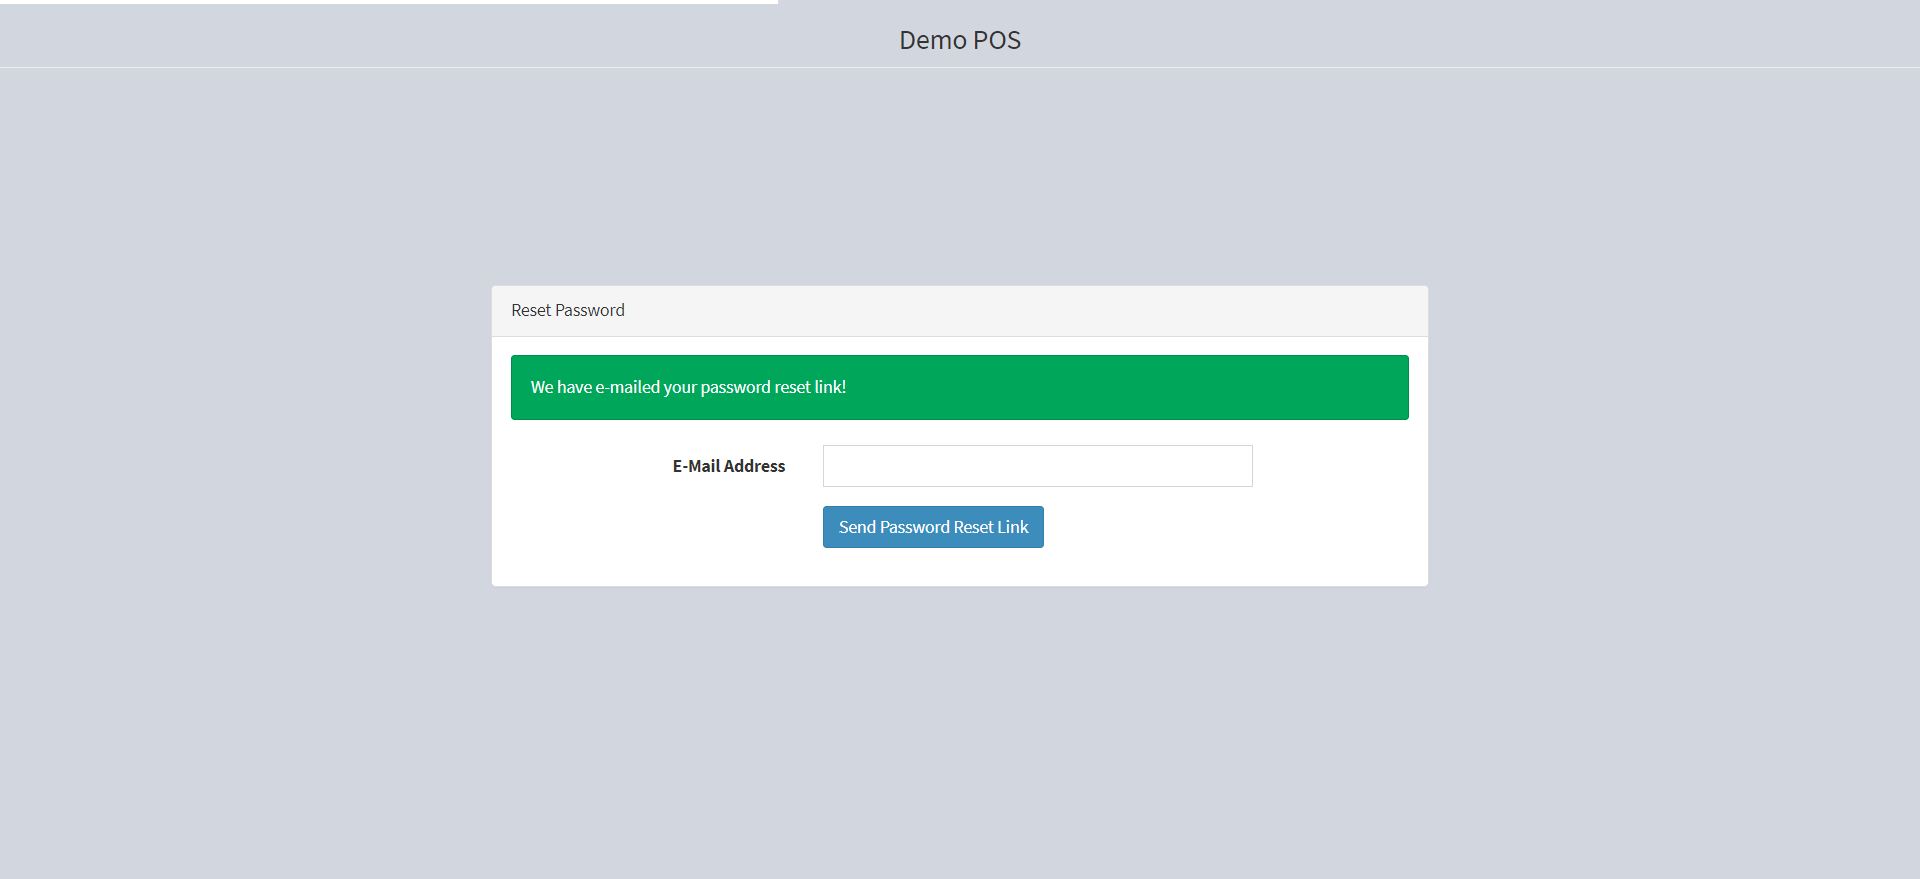 Demo POS
Reset Password
We have e-mailed your password reset link!
E-Mail Address
Send Password Reset Link